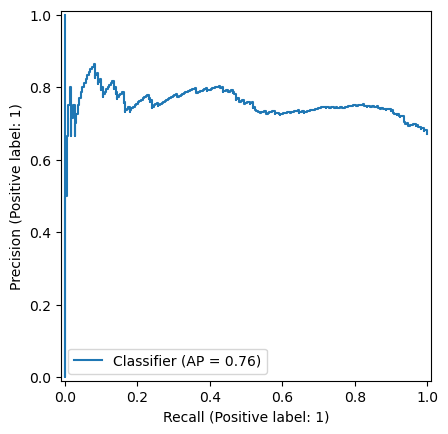 1.0
0.8
0.6
0.4
0.2
0.0
Precision (Positive label: 1)
Classifier (AP = 0.76)
0.0 0.2 0.4 0.6 0.8 1.0
Recall (Positive label: 1)